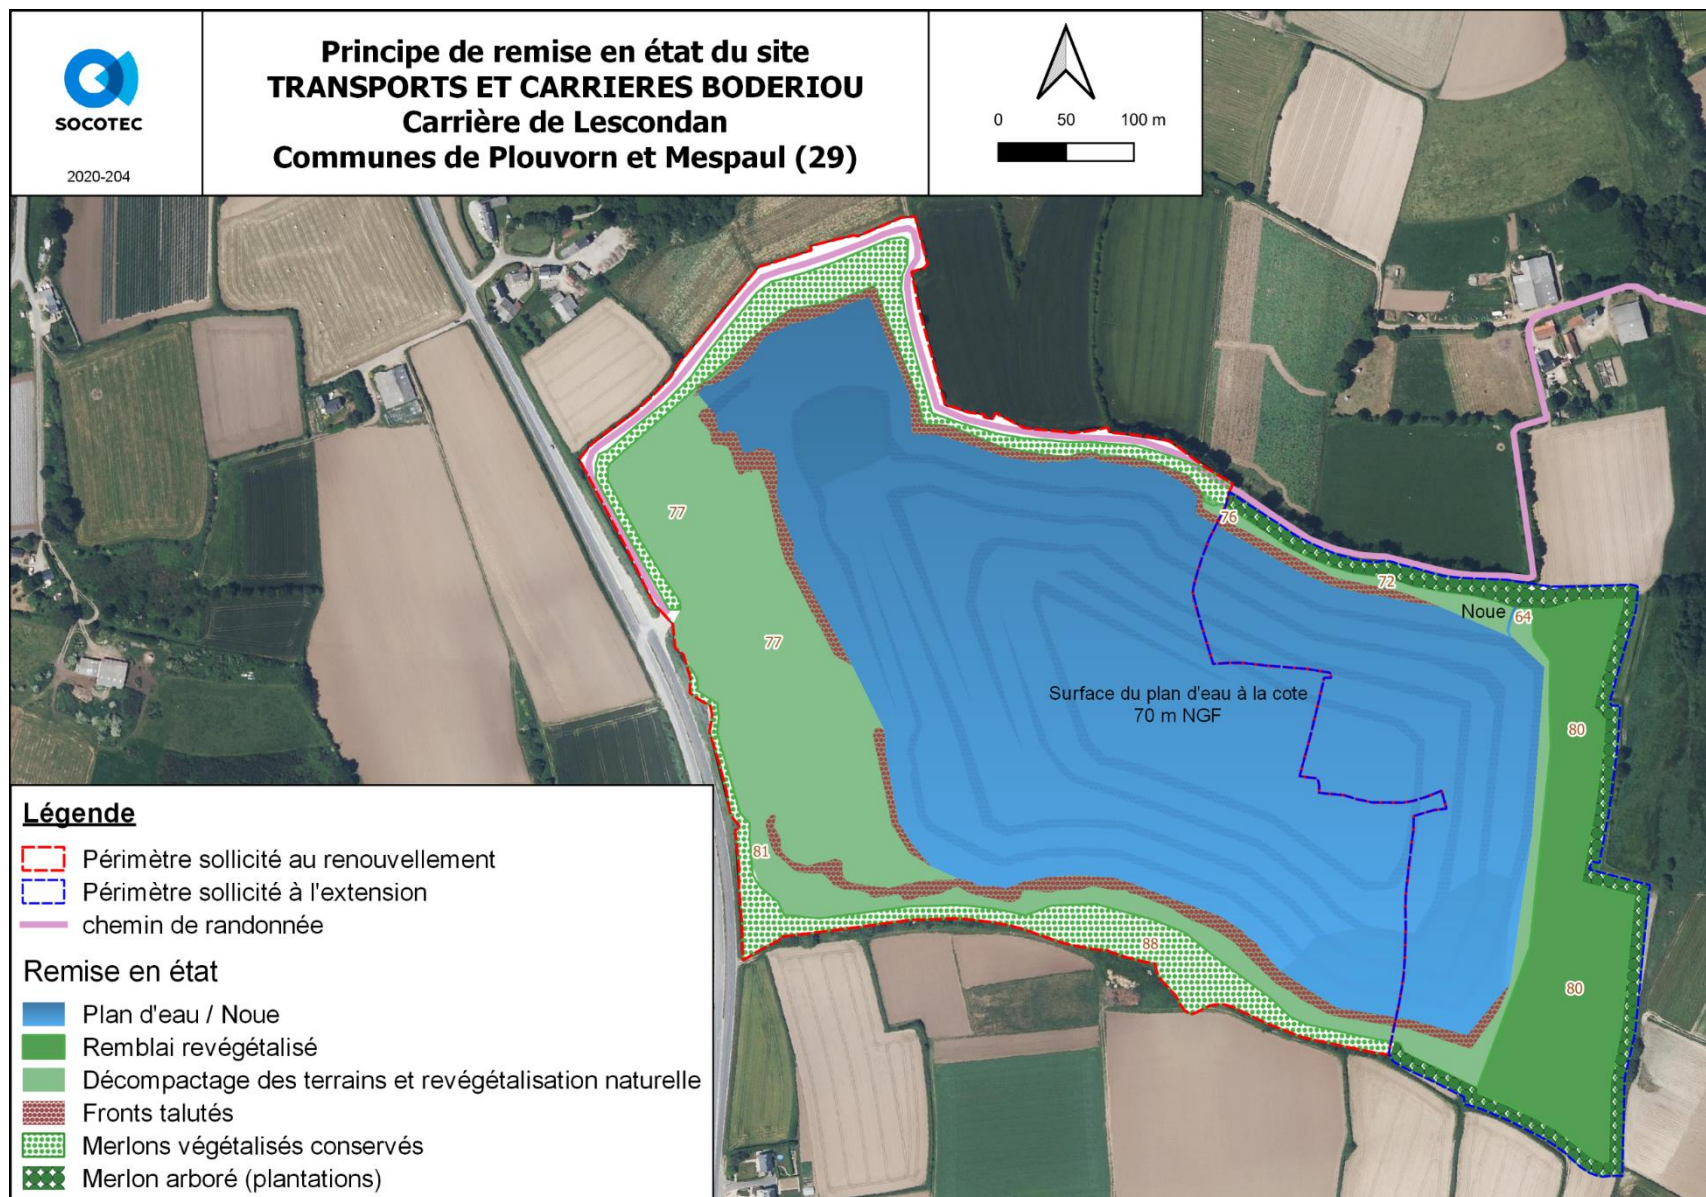 SOCOTEC
2020-204
Principe de remise en état du site
TRANSPORTS ET CARRIERES BODERIOU
Carrière de Lescondan
Communes de Plouvorn et Mespaul (29)
0 50 100 m
77
76
72
Noue 64
77
Surface du plan d'eau à la cote
70 m NGF
80
81
88
80
Légende
Périmètre sollicité au renouvellement
Périmètre sollicité à l'extension
chemin de randonnée
Remise en état
Plan d'eau / Noue
Remblai revégétalisé
Décompactage des terrains et revégétalisation naturelle
Fronts talutés
Merlons végétalisés conservés
Merlon arboré (plantations)